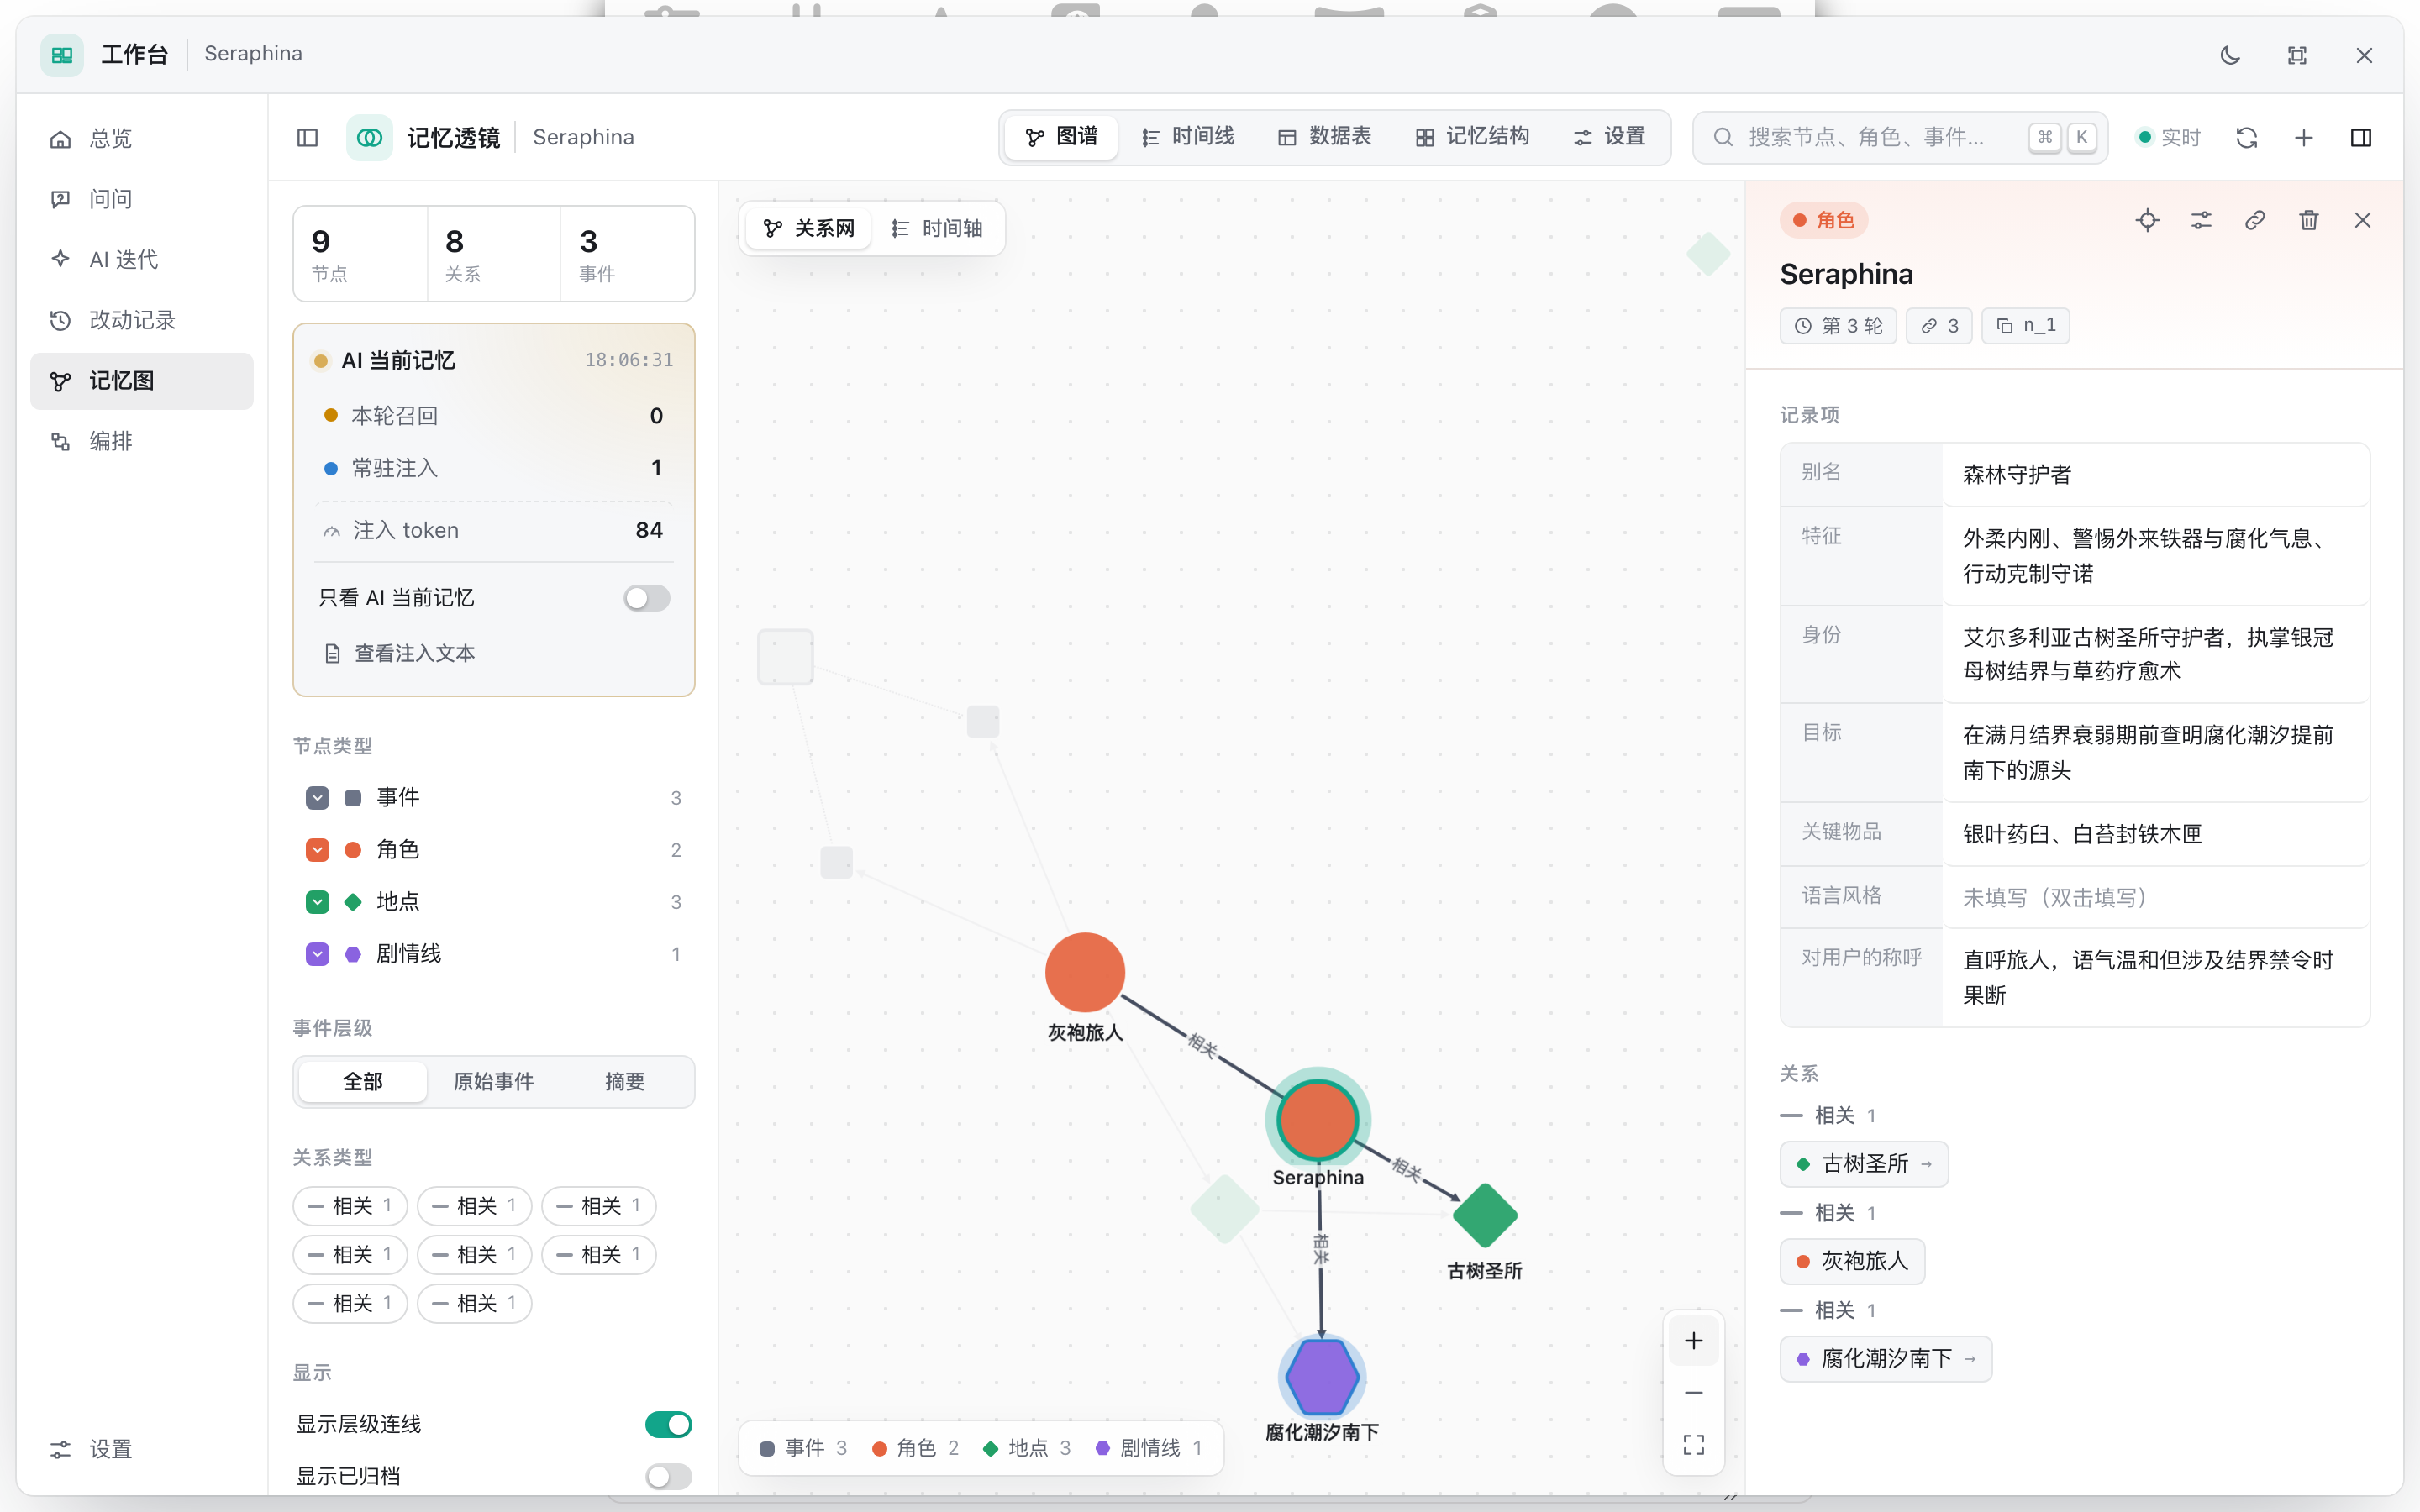 工作台
Seraphina
总览
问问
AI 迭代
改动记录
记忆图
编排
设置
记忆透镜
Seraphina
图谱
时间线
数据表
记忆结构
设置
搜索节点、角色、事件...
⌘ K
实时
9
节点
8
关系
3
事件
AI 当前记忆
18:06:31
本轮召回
0
常驻注入
1
注入 token
84
只看 AI 当前记忆
查看注入文本
节点类型
事件
3
角色
2
地点
3
剧情线
1
事件层级
全部
原始事件
摘要
关系类型
相关 1
相关 1
相关 1
相关 1
相关 1
相关 1
相关 1
相关 1
显示
显示层级连线
显示已归档
关系网
时间轴
灰袍旅人
相关
Seraphina
相关
古树圣所
相关
腐化潮汐南下
事件 3
角色 2
地点 3
剧情线 1
角色
Seraphina
第 3 轮
3
n_1
记录项
别名
森林守护者
特征
外柔内刚、警惕外来铁器与腐化气息、
行动克制守诺
身份
艾尔多利亚古树圣所守护者，执掌银冠
母树结界与草药疗愈术
目标
在满月结界衰弱期前查明腐化潮汐提前
南下的源头
关键物品
银叶药臼、白苔封铁木匣
语言风格
未填写（双击填写）
对用户的称呼
直呼旅人，语气温和但涉及结界禁令时
果断
关系
相关 1
古树圣所 →
相关 1
灰袍旅人
相关 1
腐化潮汐南下 →